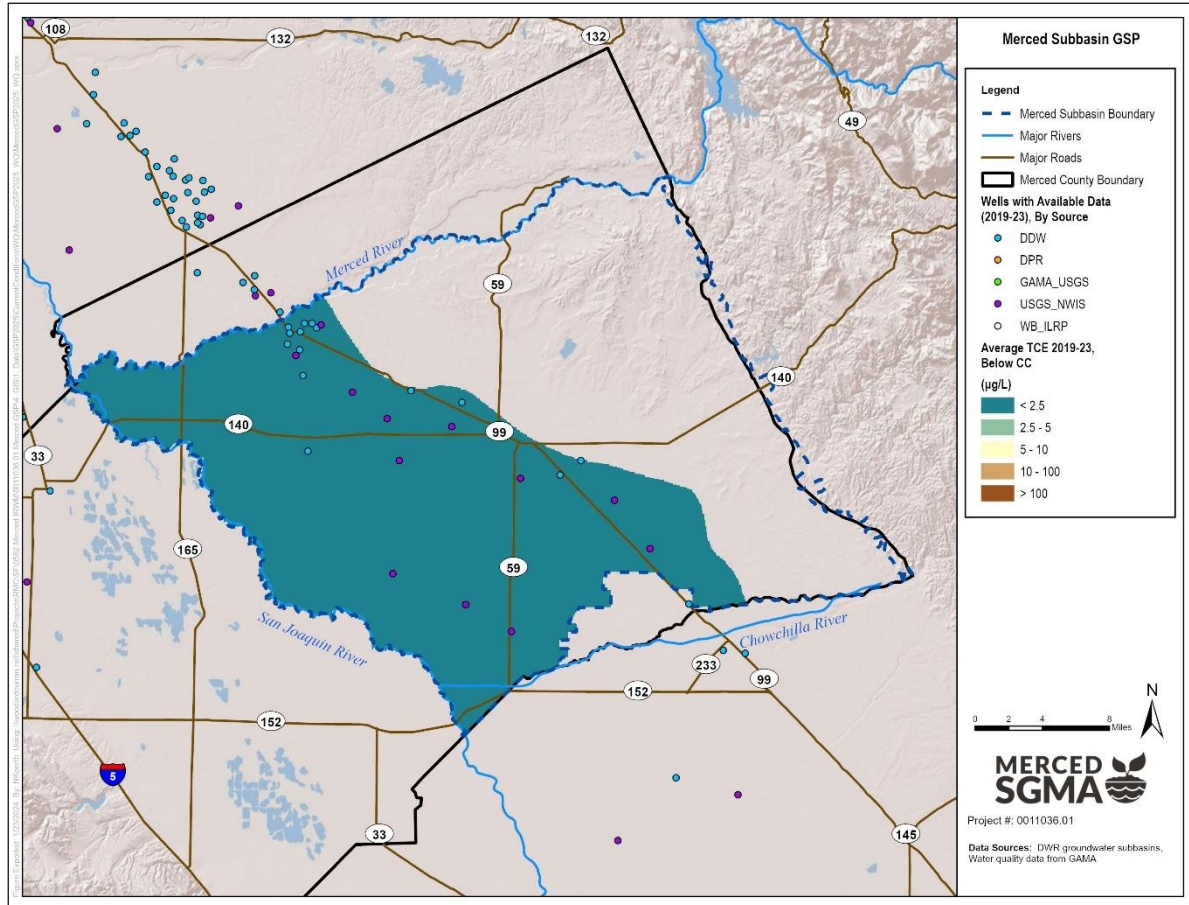 108
132
132
49
Merced River
59
140
140
99
33
165
59
San Joaquin River
Chowchilla River
233
99
152
152
5
33
145
Merced Subbasin GSP
Legend
Merced Subbasin Boundary
Major Rivers
Major Roads
Merced County Boundary
Wells with Available Data
(2019-23), By Source
DDW
DPR
GAMA_USGS
USGS_NWIS
WB_ILRP
Average TCE 2019-23,
Below CC
(µg/L)
< 2.5
2.5 - 5
5 - 10
10 - 100
> 100
N
0 2 4 8
Miles
MERCED
SGMA
Project #: 0011036.01
Data Sources: DWR groundwater subbasins,
Water quality data from GAMA